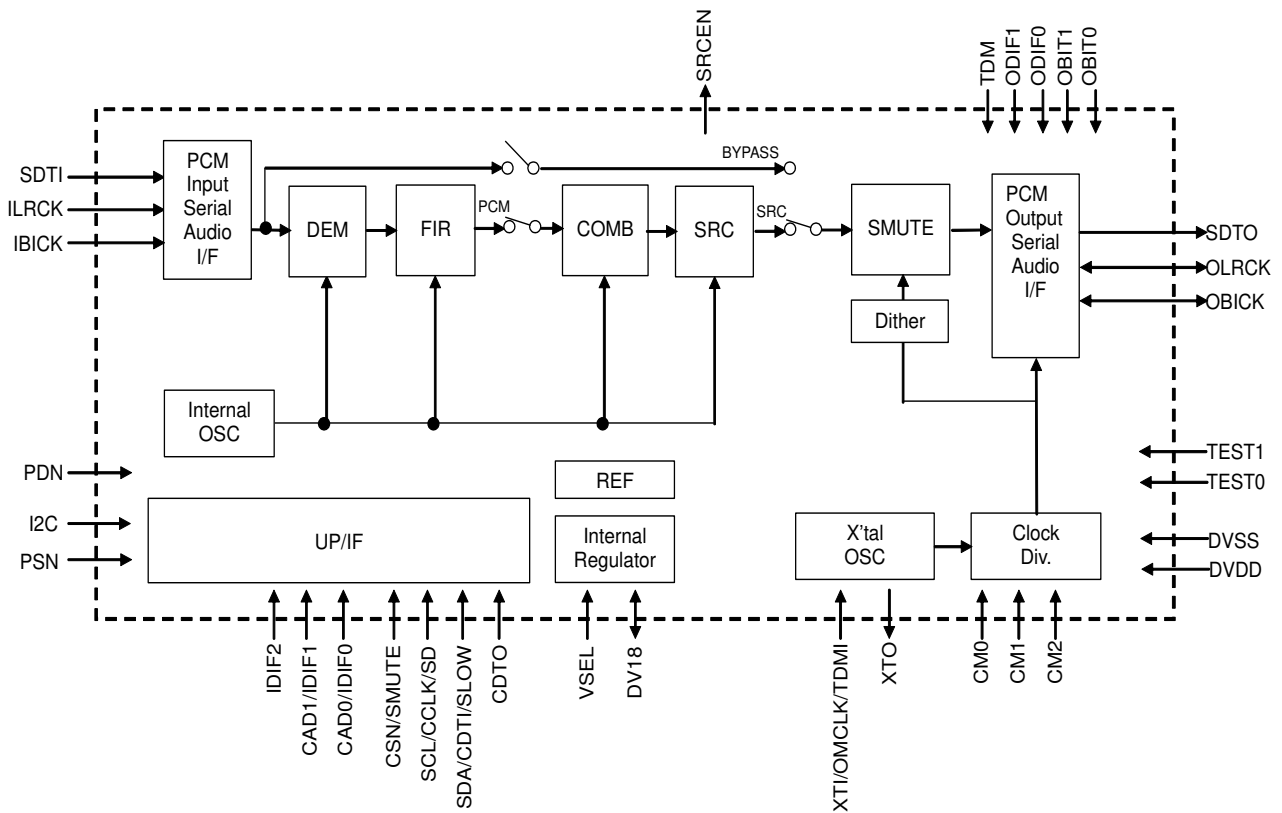 SRCEN
TDM
ODIF1
ODIF0
OBIT1
OBIT0
SDTI
ILRCK
IBICK
PCM
Input
Serial
Audio
I/F
BYPASS
DEM
FIR
PCM
COMB
SRC
SRC
SMUTE
PCM
Output
Serial
Audio
I/F
SDTO
OLRCK
OBICK
Dither
Internal
OSC
PDN
I2C
PSN
UP/IF
REF
Internal
Regulator
X'tal
OSC
Clock
Div.
TEST1
TEST0
DVSS
DVDD
IDIF2
CAD1/IDIF1
CAD0/IDIF0
CSN/SMUTE
SCL/CCLK/SD
SDA/CDTI/SLOW
CDTO
VSEL
DV18
XTI/OMCLK/TDMI
XTO
CM0
CM1
CM2